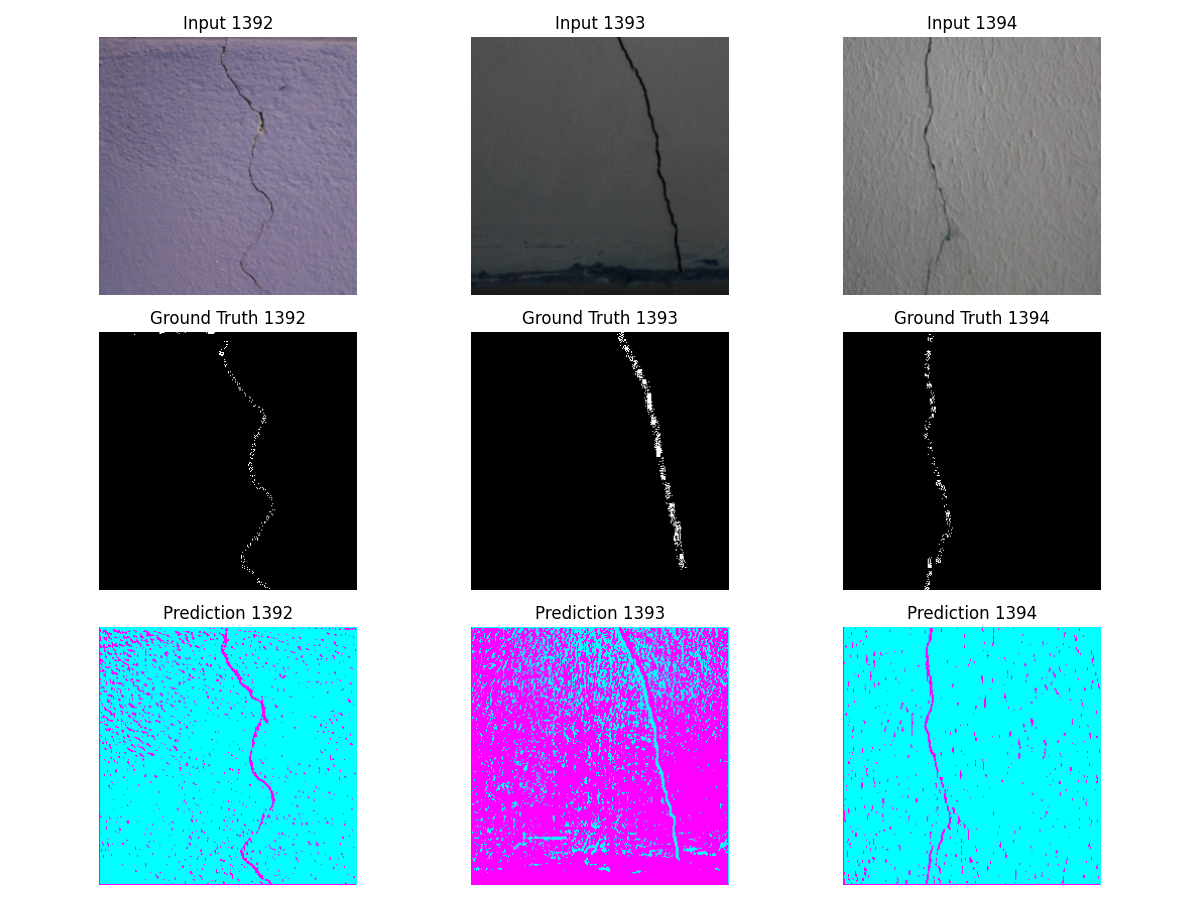 Input 1392
Input 1393
Input 1394
Ground Truth 1392
Ground Truth 1393
Ground Truth 1394
Prediction 1392
Prediction 1393
Prediction 1394